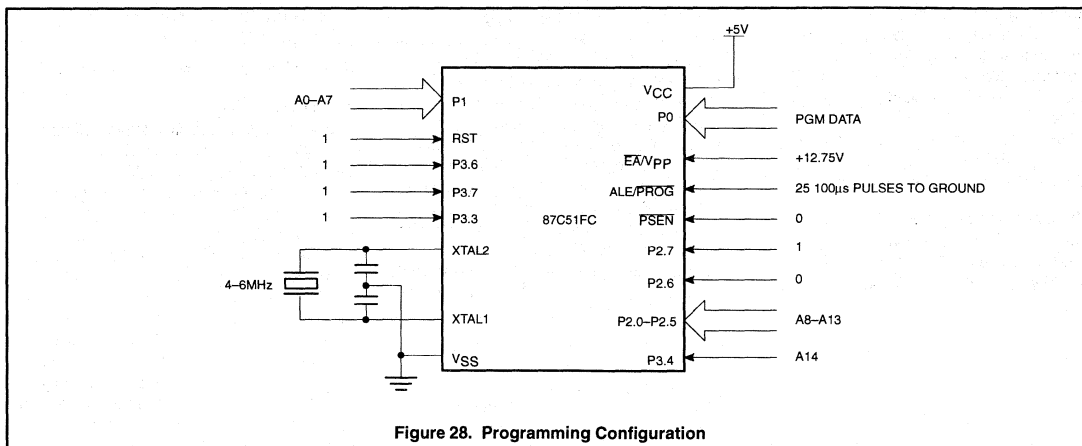 +5V
A0–A7
P1
VCC
P0
PGM DATA
1
RST
1
P3.6
EA/VPP
+12.75V
1
P3.7
ALE/PROG
25 100µs PULSES TO GROUND
1
P3.3
87C51FC
PSEN
0
XTAL2
P2.7
1
4–6MHz
P2.6
0
XTAL1
P2.0–P2.5
A8–A13
VSS
P3.4
A14
Figure 28. Programming Configuration